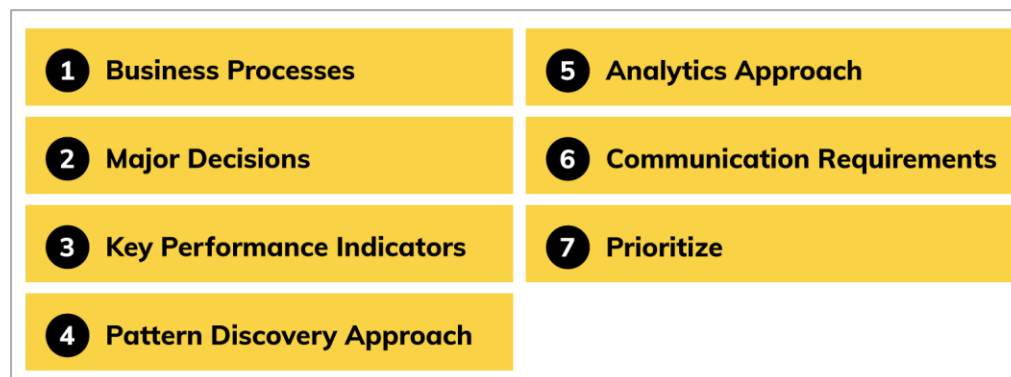 1 Business Processes
2 Major Decisions
3 Key Performance Indicators
4 Pattern Discovery Approach
5 Analytics Approach
6 Communication Requirements
7 Prioritize